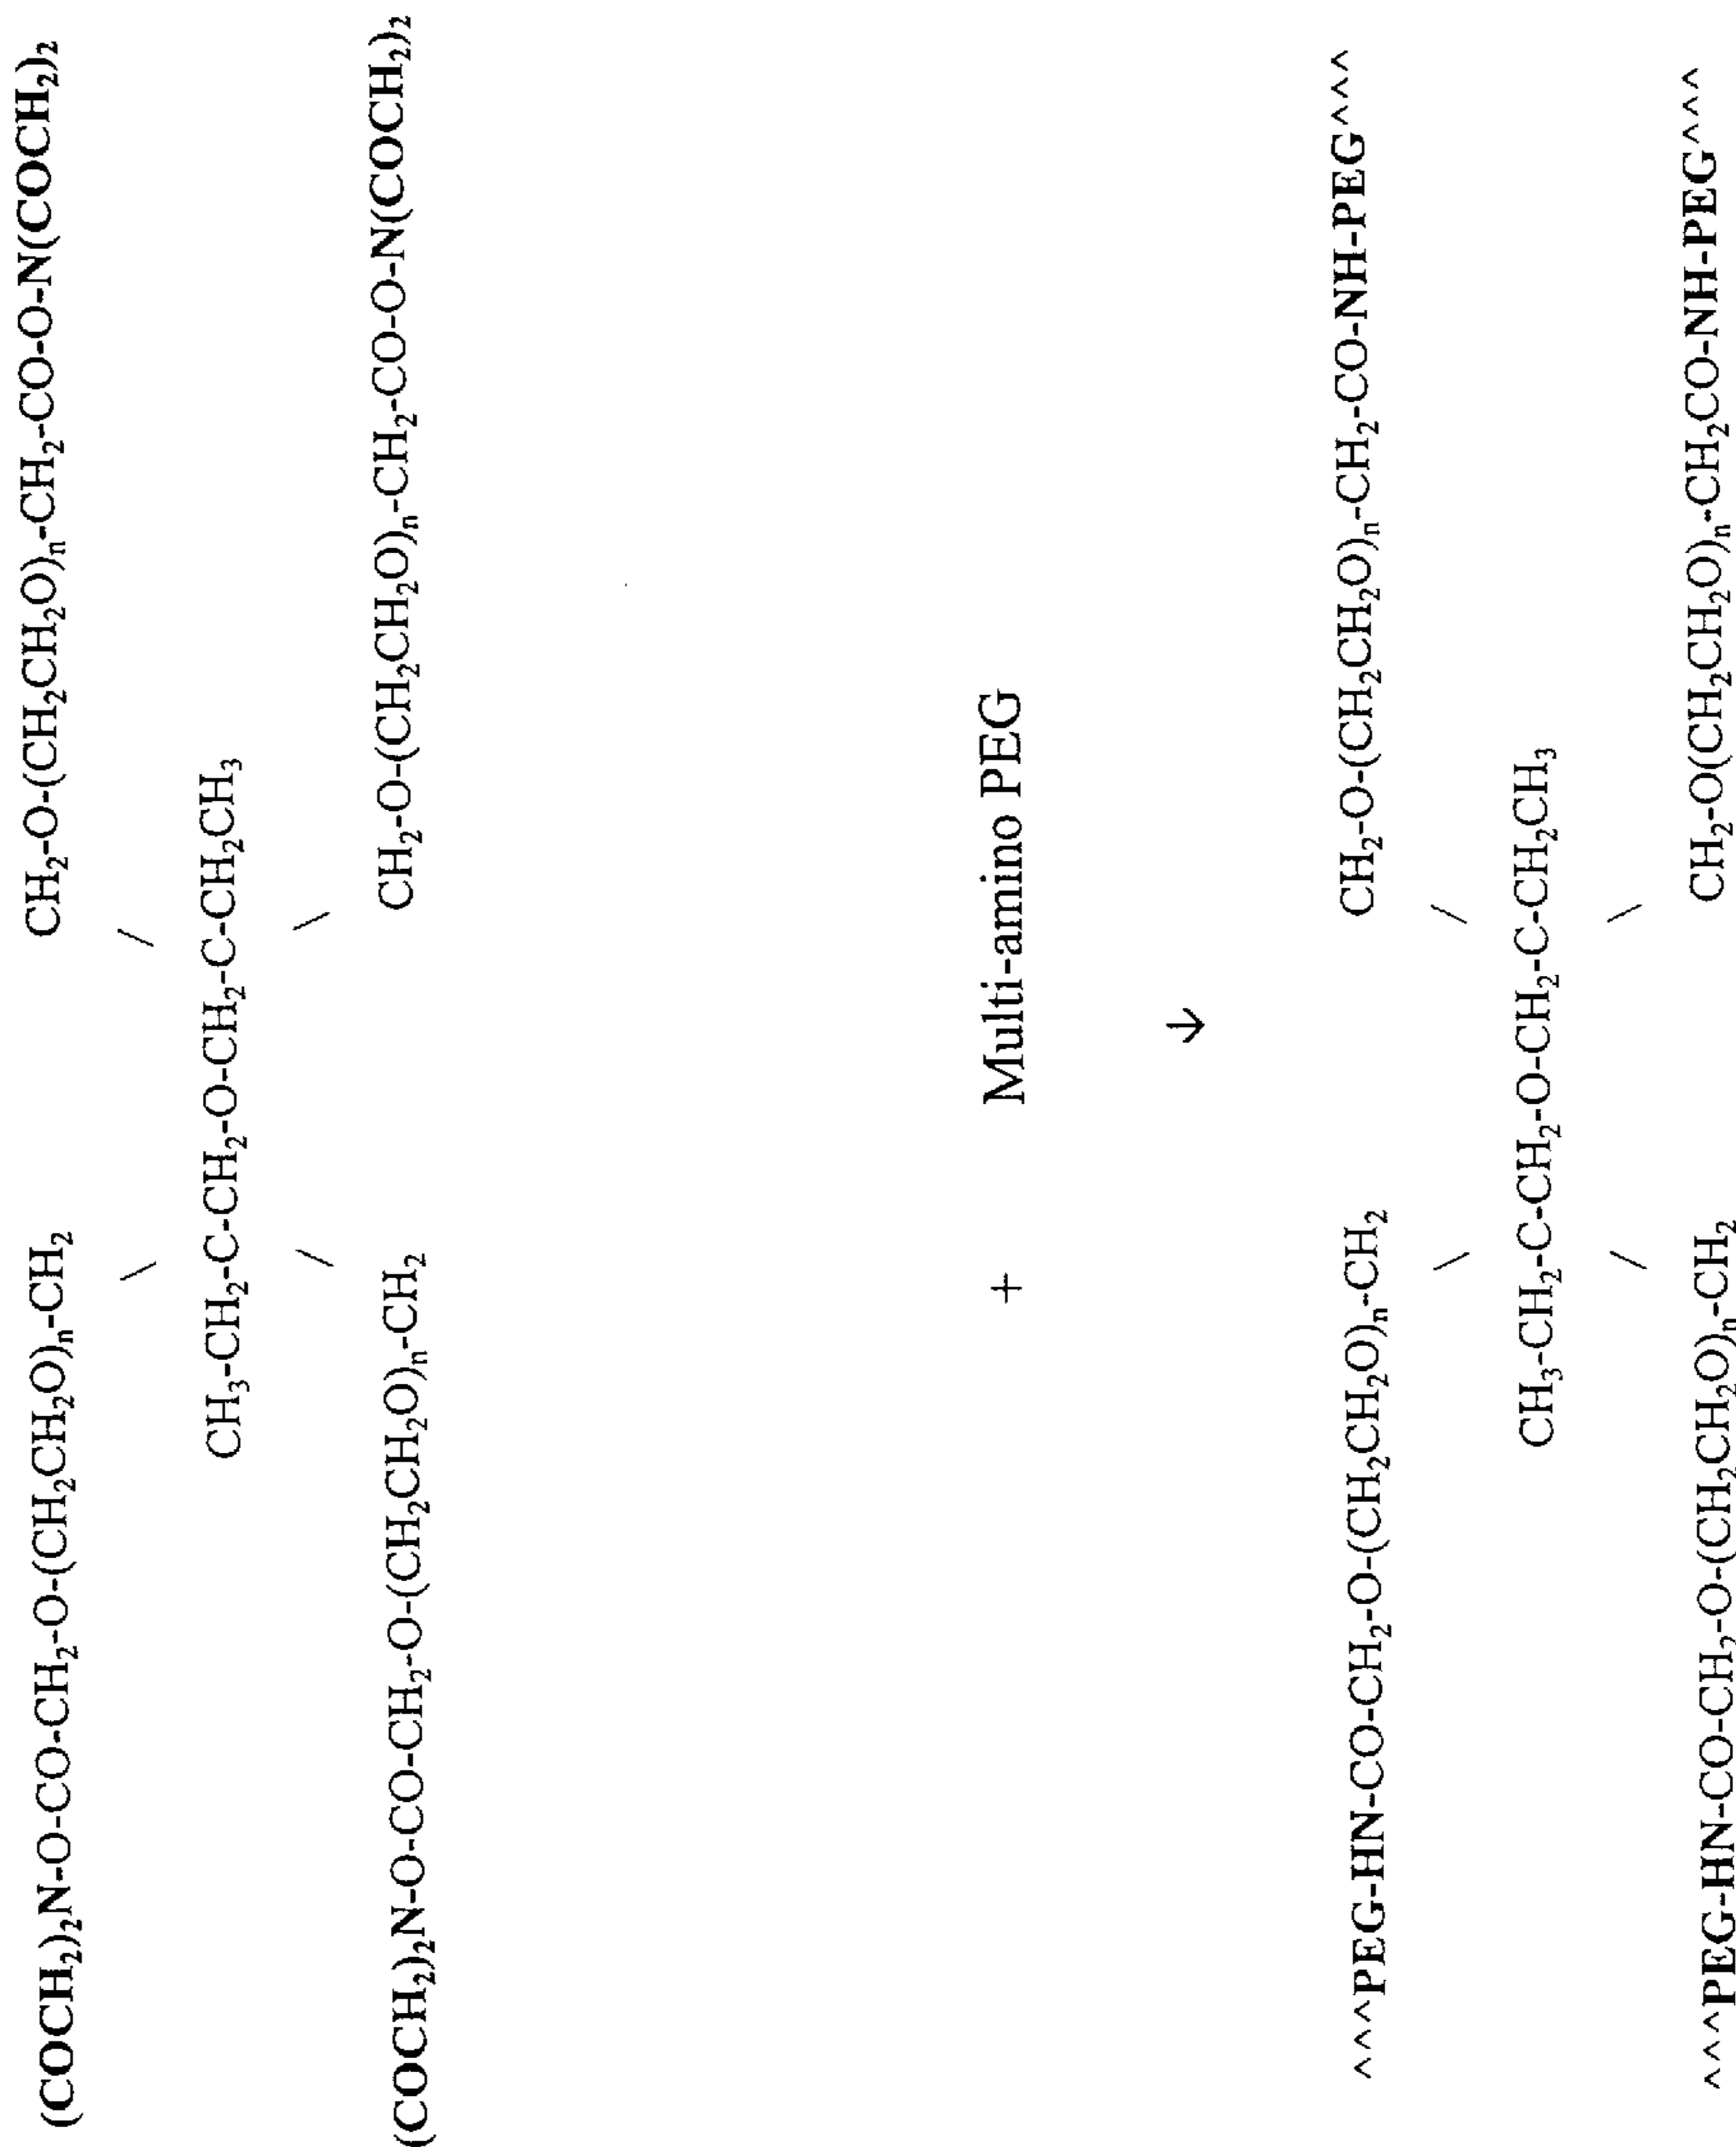 (COCH₂)₂N-O-CO-CH₂-O-(CH₂CH₂O)ₙ-CH₂ CH₂-O-(CH₂CH₂O)ₙ-CH₂-CO-O-N(COCH₂)₂
\ /
CH₃-CH₂-C-CH₂-O-CH₂-C-CH₂CH₃
/ \
(COCH₂)₂N-O-CO-CH₂-O-(CH₂CH₂O)ₙ-CH₂ CH₂-O-(CH₂CH₂O)ₙ-CH₂-CO-O-N(COCH₂)₂
+ Multi-amino PEG
↓
^^^PEG-HN-CO-CH₂-O-(CH₂CH₂O)ₙ-CH₂ CH₂-O-(CH₂CH₂O)ₙ-CH₂-CO-NH-PEG^^^
\ /
CH₃-CH₂-C-CH₂-O-CH₂-C-CH₂CH₃
/ \
^^^PEG-HN-CO-CH₂-O-(CH₂CH₂O)ₙ-CH₂ CH₂-O(CH₂CH₂O)ₙ-CH₂CO-NH-PEG^^^